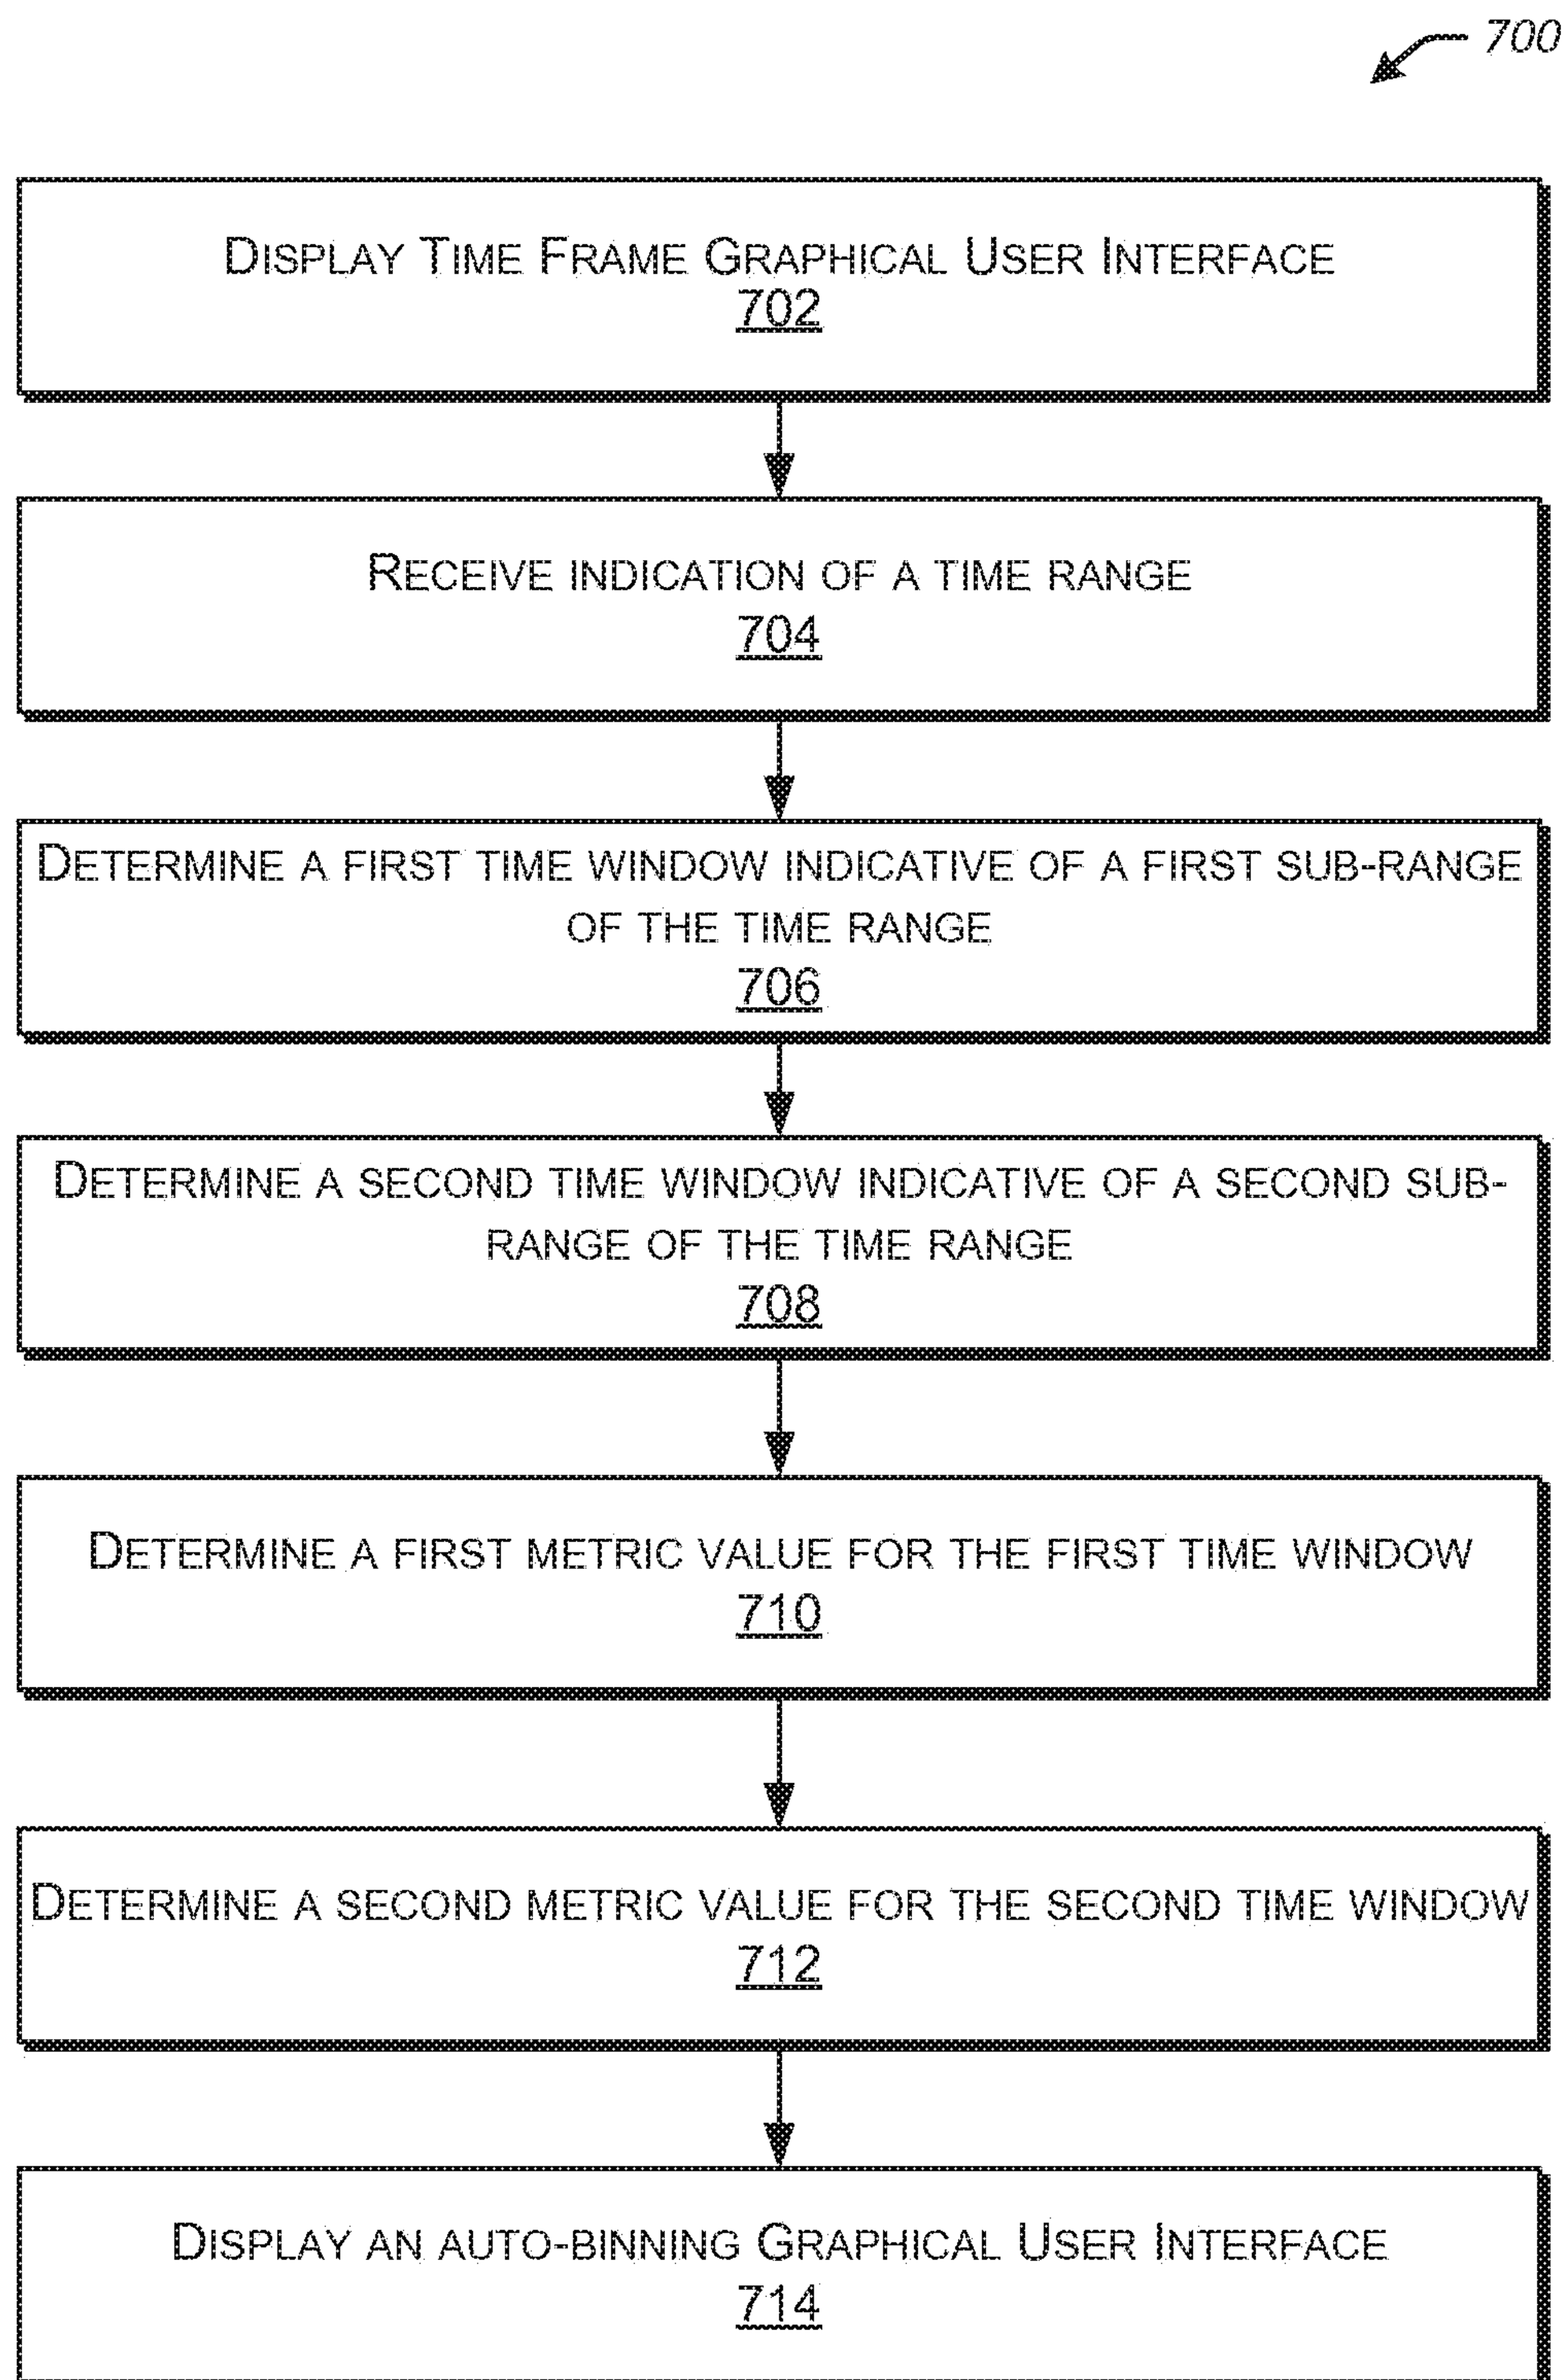 700
DISPLAY TIME FRAME GRAPHICAL USER INTERFACE
702
RECEIVE INDICATION OF A TIME RANGE
704
DETERMINE A FIRST TIME WINDOW INDICATIVE OF A FIRST SUB-RANGE
OF THE TIME RANGE
706
DETERMINE A SECOND TIME WINDOW INDICATIVE OF A SECOND SUB-
RANGE OF THE TIME RANGE
708
DETERMINE A FIRST METRIC VALUE FOR THE FIRST TIME WINDOW
710
DETERMINE A SECOND METRIC VALUE FOR THE SECOND TIME WINDOW
712
DISPLAY AN AUTO-BINNING GRAPHICAL USER INTERFACE
714